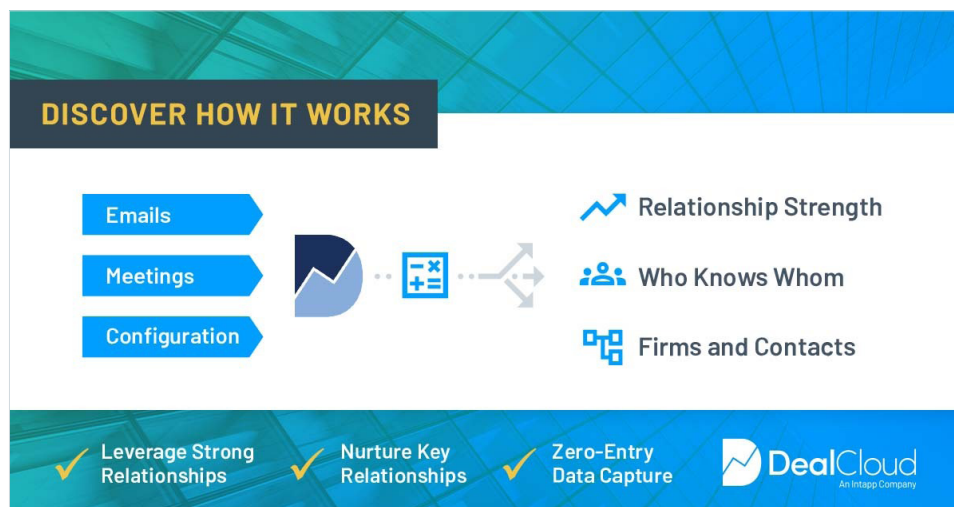 DISCOVER HOW IT WORKS
Emails
Meetings
Configuration
Relationship Strength
Who Knows Whom
Firms and Contacts
Leverage Strong
Relationships
Nurture Key
Relationships
Zero-Entry
Data Capture
DealCloud
An Intapp Company